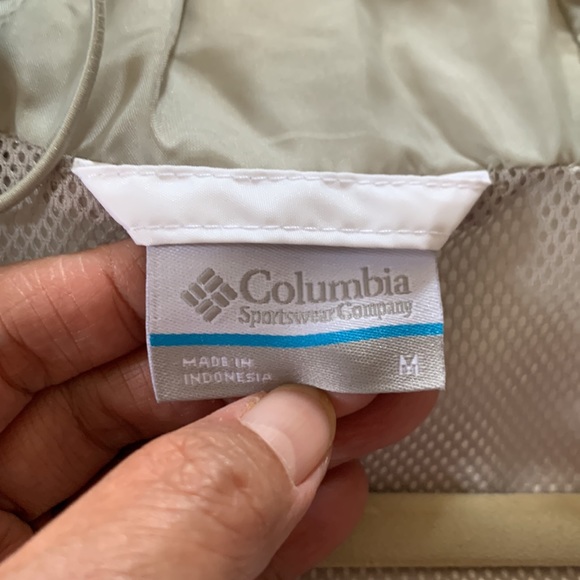 Columbia
Sportswear Company
MADE IN
INDONESIA
M